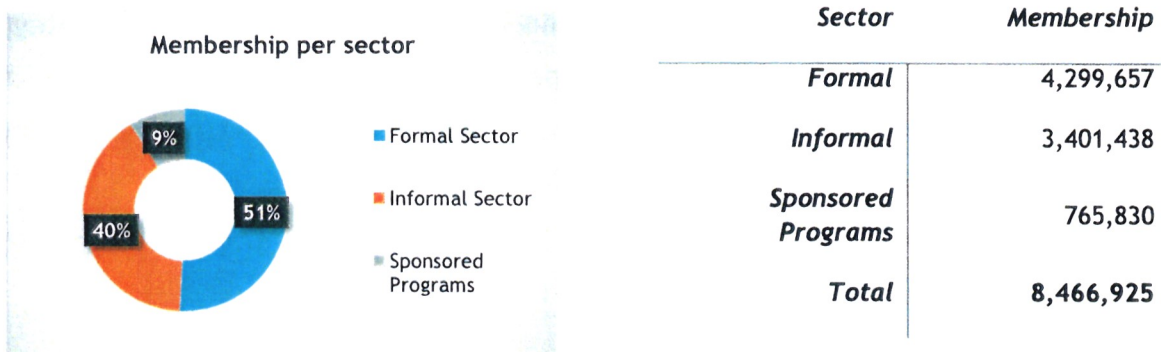 Membership per sector
9%
51%
40%
Formal Sector
Informal Sector
Sponsored
Programs
Sector Membership
Formal 4,299,657
Informal 3,401,438
Sponsored
Programs 765,830
Total 8,466,925